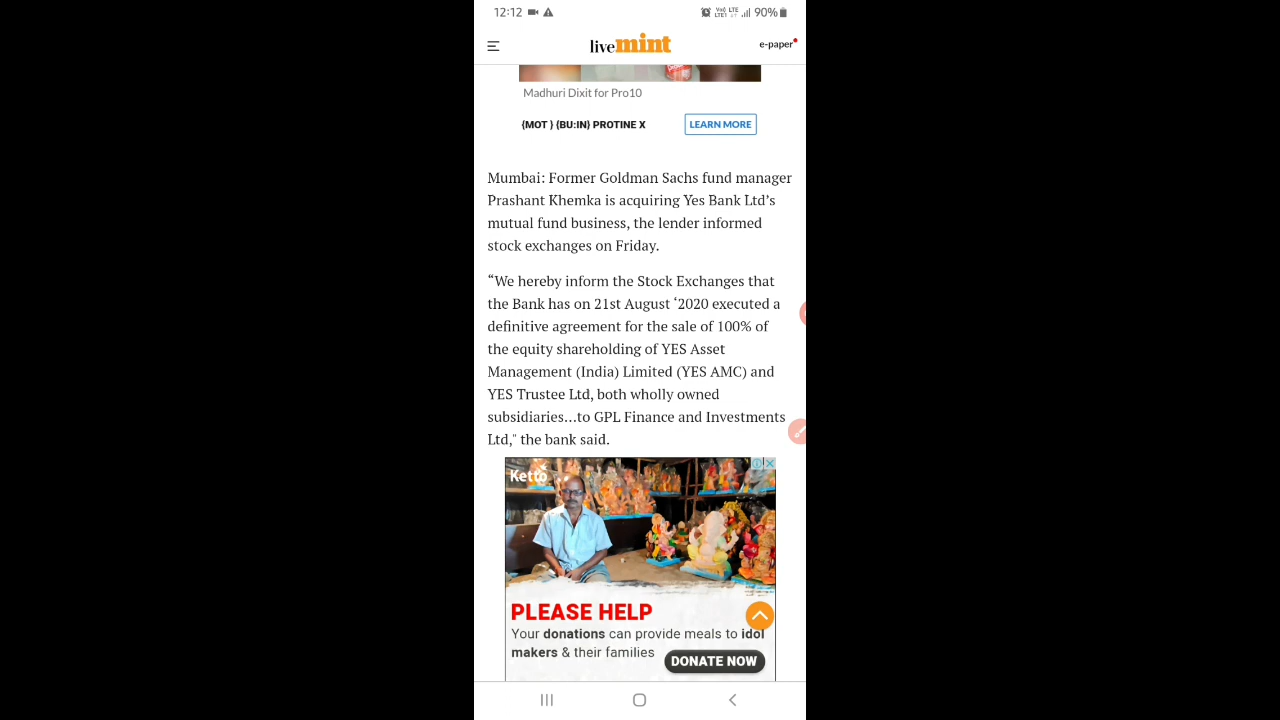 12:12
Vo) LTE
LTE1
90%
livemint
e-paper
Madhuri Dixit for Pro10
{MOT } {BU:IN} PROTINE X
LEARN MORE
Mumbai: Former Goldman Sachs fund manager
Prashant Khemka is acquiring Yes Bank Ltd’s
mutual fund business, the lender informed
stock exchanges on Friday.
“We hereby inform the Stock Exchanges that
the Bank has on 21st August ‘2020 executed a
definitive agreement for the sale of 100% of
the equity shareholding of YES Asset
Management (India) Limited (YES AMC) and
YES Trustee Ltd, both wholly owned
subsidiaries...to GPL Finance and Investments
Ltd," the bank said.
Ketto
PLEASE HELP
Your donations can provide meals to idol
makers & their families
DONATE NOW